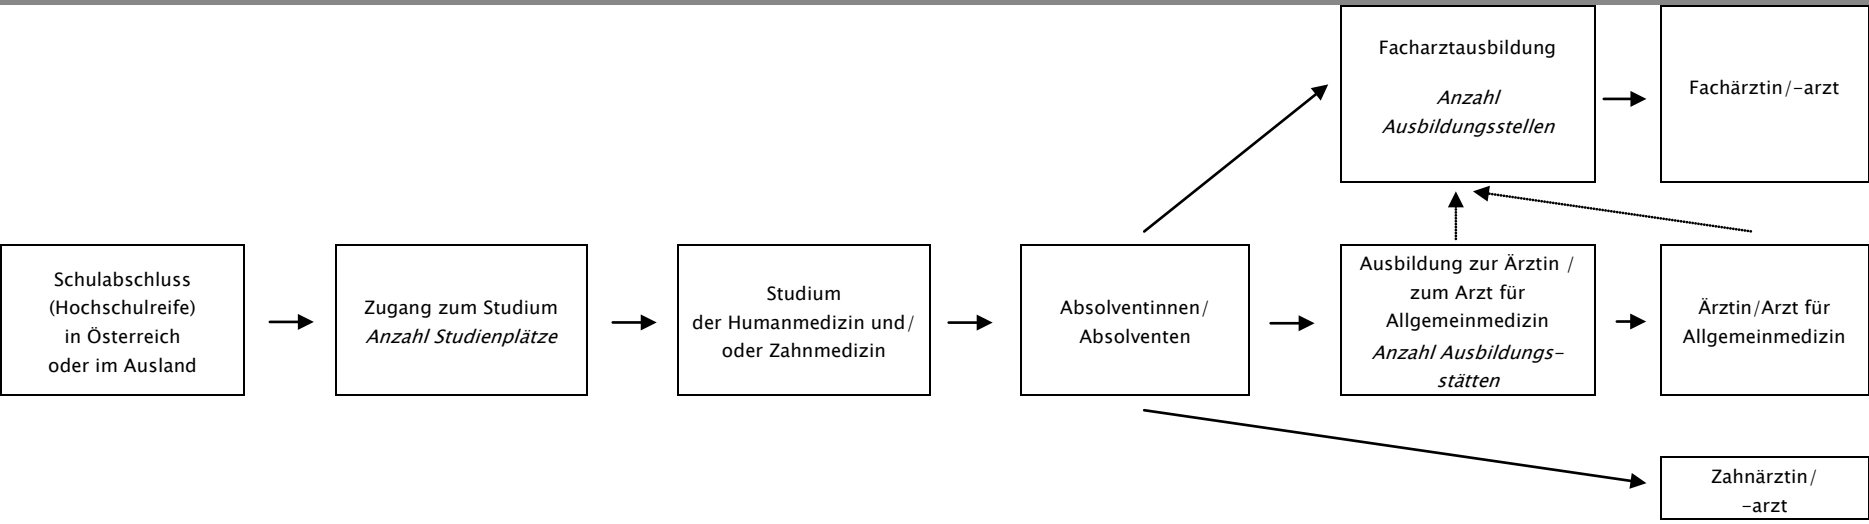 Facharztausbildung
Anzahl
Ausbildungsstellen
Fachärztin/-arzt
Schulabschluss
(Hochschulreife)
in Österreich
oder im Ausland
Zugang zum Studium
Anzahl Studienplätze
Studium
der Humanmedizin und/
oder Zahnmedizin
Absolventinnen/
Absolventen
Ausbildung zur Ärztin /
zum Arzt für
Allgemeinmedizin
Anzahl Ausbildungs-
stätten
Ärztin/Arzt für
Allgemeinmedizin
Zahnärztin/
-arzt